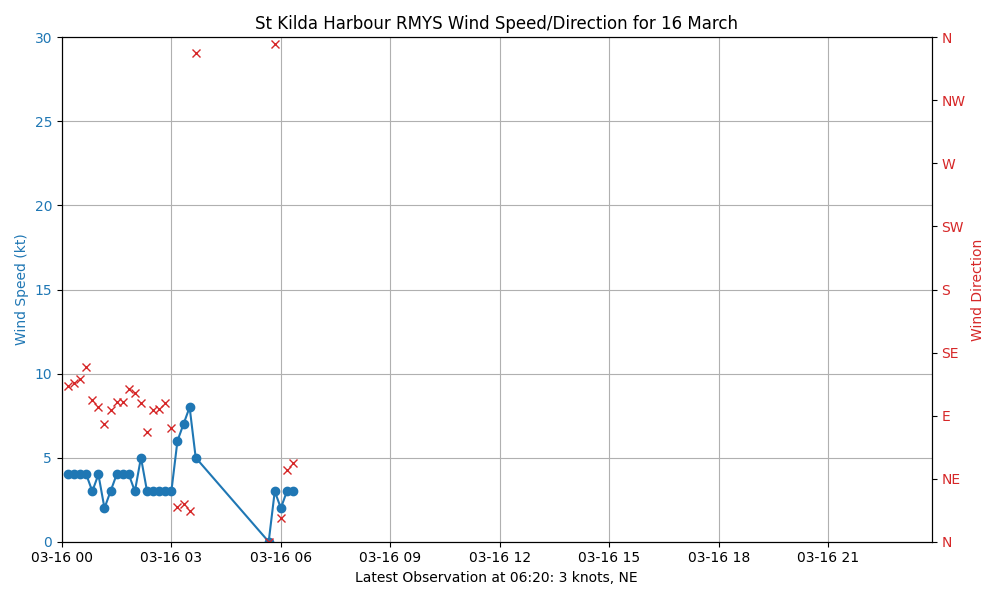 St Kilda Harbour RMYS Wind Speed/Direction for 16 March
30
25
20
15
10
5
0
Wind Speed (kt)
N
NW
W
SW
S
SE
E
NE
N
Wind Direction
03-16 00
03-16 03
03-16 06
03-16 09
03-16 12
03-16 15
03-16 18
03-16 21
Latest Observation at 06:20: 3 knots, NE